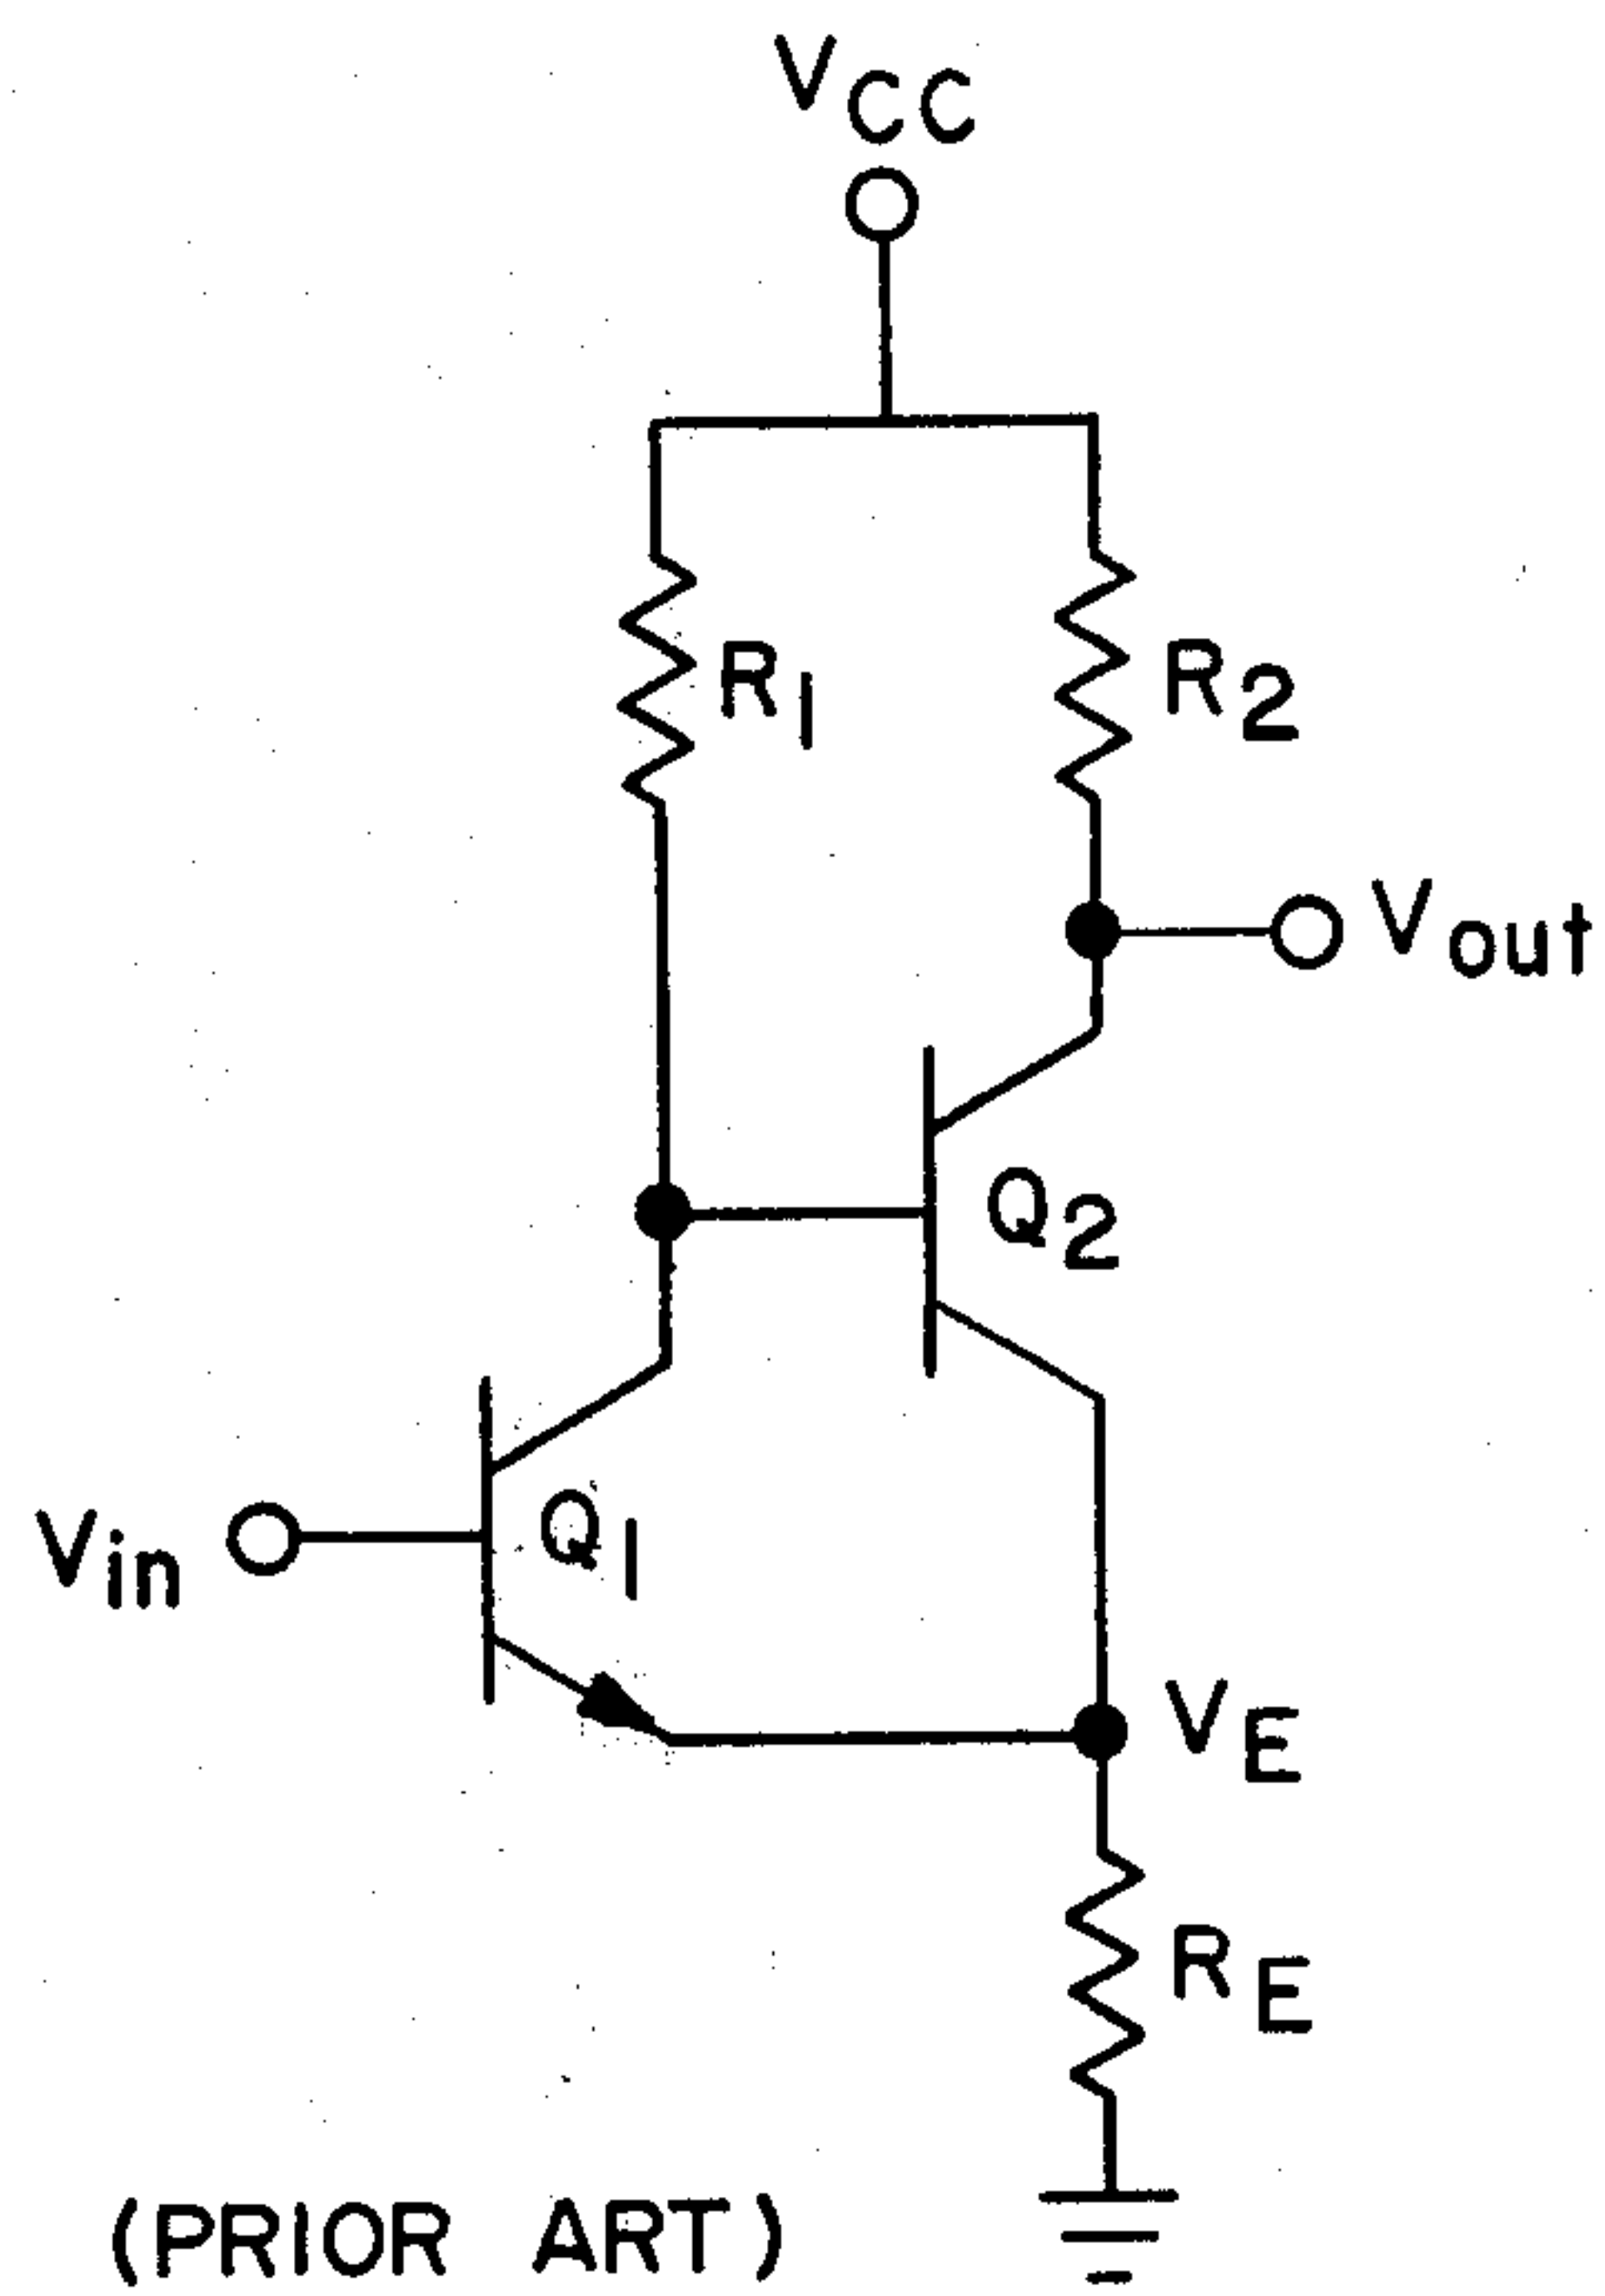 VCC
R1
R2
Vout
Q2
Vin
Q1
VE
RE
(PRIOR ART)